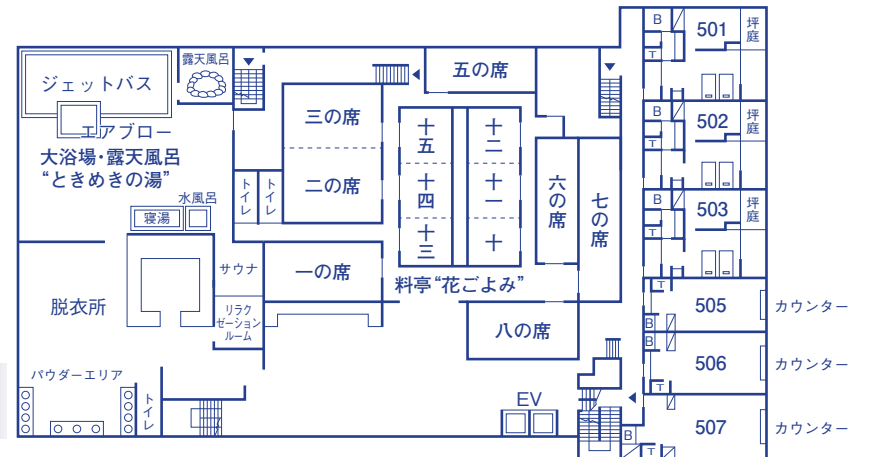 ジェットバス
エアブロー
露天風呂
大浴場・露天風呂
“ときめきの湯”
水風呂
寝湯
サウナ
リラク
ゼーション
ルーム
脱衣所
パウダーエリア
トイレ
トイレ
トイレ
一の席
二の席
三の席
五の席
六の席
七の席
八の席
十五
十四
十三
十二
十一
十
料亭“花ごよみ”
EV
B
501
坪庭
T
B
502
坪庭
T
B
503
坪庭
T
T
505
カウンター
B
B
506
カウンター
T
507
カウンター
B
T